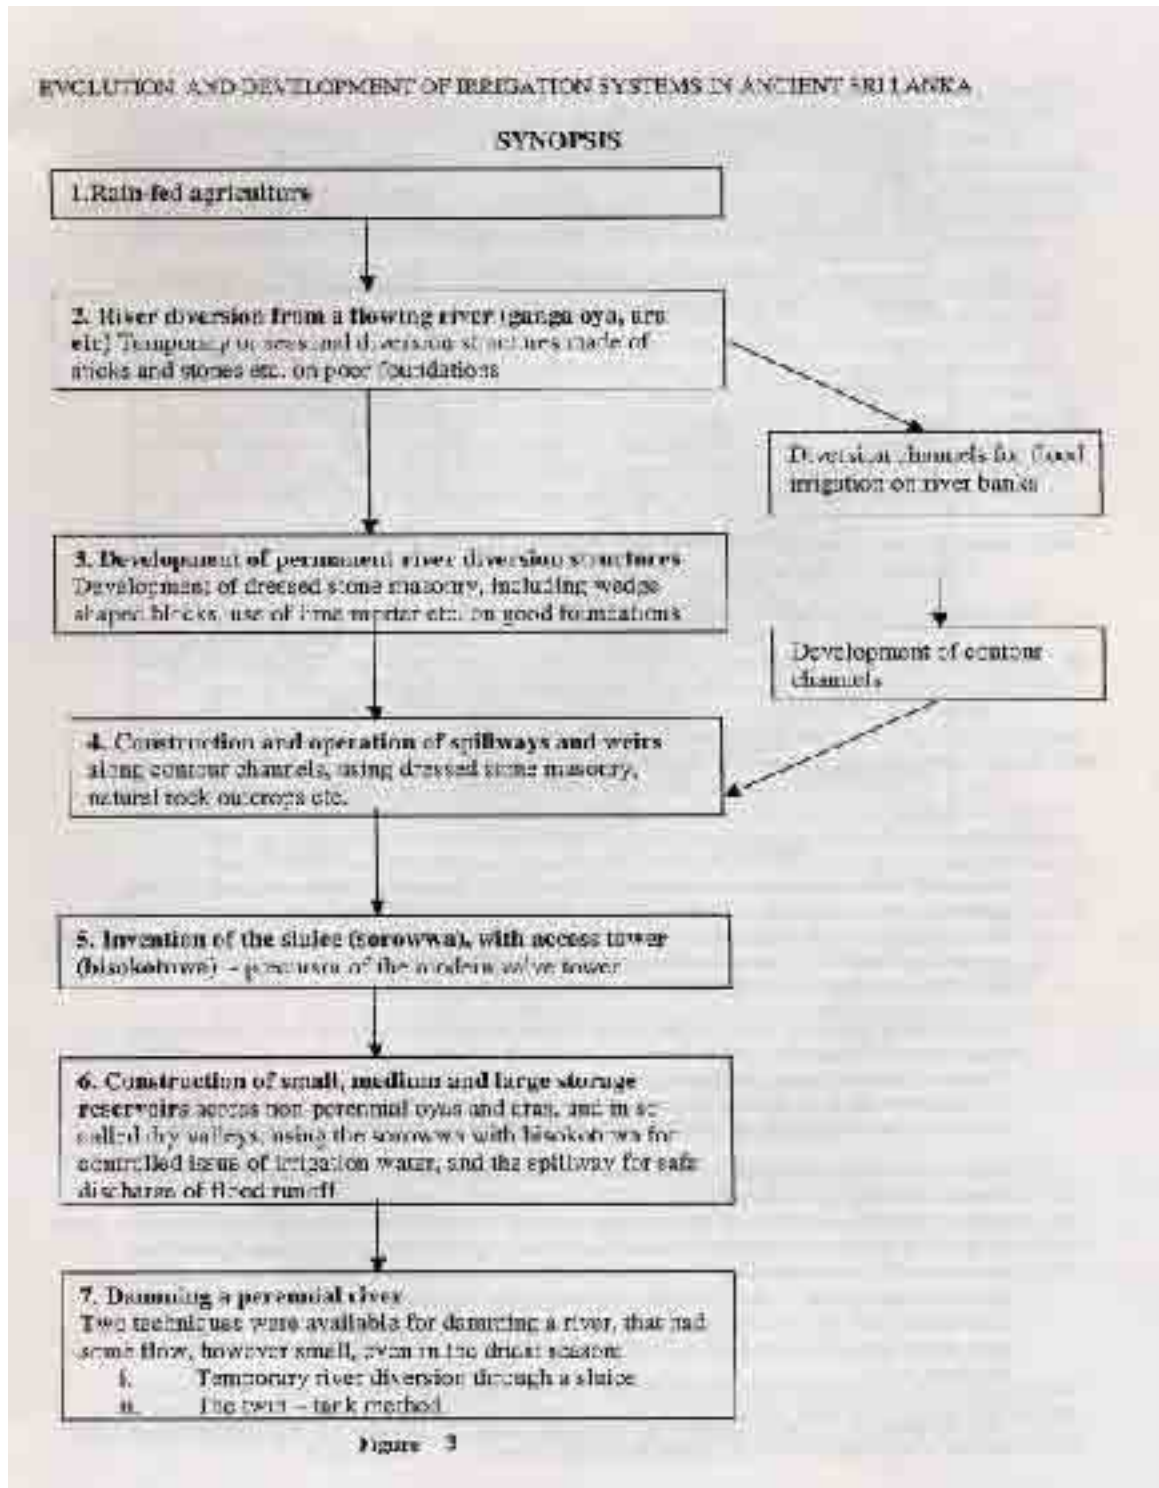 EVOLUTION AND DEVELOPMENT OF IRRIGATION SYSTEMS IN ANCIENT SRI LANKA
SYNOPSIS
1.Rain-fed agriculture
2. River diversion from a flowing river (ganga oya, ara
etc) Temporary or seasonal diversion structures made of
sticks and stones etc. on poor foundations
Diversion channels for flood
irrigation on river banks
3. Development of permanent river diversion structures
Development of dressed stone masonry, including wedge
shaped blocks, use of lime mortar etc. on good foundations
Development of contour
channels
4. Construction and operation of spillways and weirs
along contour channels, using dressed stone masonry,
natural rock outcrops etc.
5. Invention of the sluice (sorowwa), with access tower
(bisokotuwa) – precursor of the modern valve tower
6. Construction of small, medium and large storage
reservoirs across non-perennial oyas and aras, and in so
called dry valleys, using the sorowwa with bisokotuwa for
controlled issue of irrigation water, and the spillway for safe
discharge of flood runoff
7. Damming a perennial river
Two techniques were available for damming a river, that had
some flow, however small, even in the driest season:
i. Temporary river diversion through a sluice
ii. The twin – tank method
Figure 3